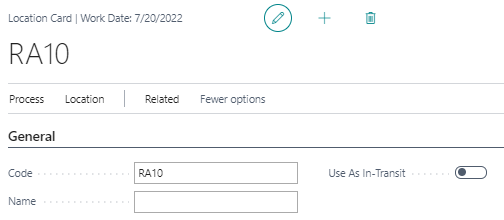 Location Card | Work Date: 7/20/2022
RA10
Process Location Related Fewer options
General
Code RA10 Use As In-Transit
Name